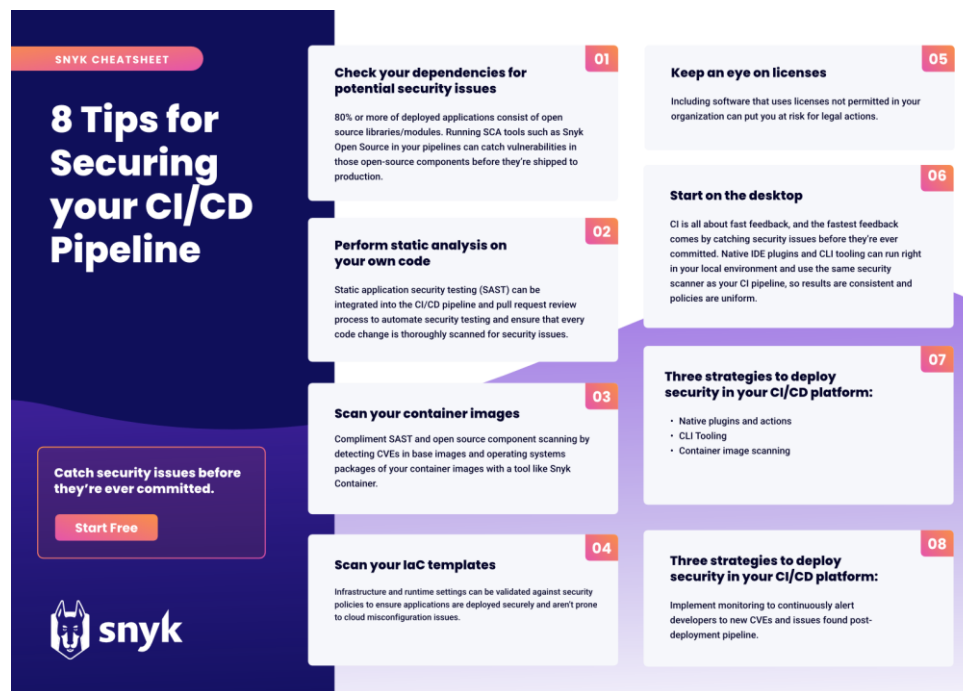 SNYK CHEATSHEET
8 Tips for
Securing
your CI/CD
Pipeline
Catch security issues before
they're ever committed.
Start Free
snyk
01
Check your dependencies for
potential security issues
80% or more of deployed applications consist of open
source libraries/modules. Running SCA tools such as Snyk
Open Source in your pipelines can catch vulnerabilities in
those open-source components before they're shipped to
production.
02
Perform static analysis on
your own code
Static application security testing (SAST) can be
integrated into the CI/CD pipeline and pull request review
process to automate security testing and ensure that every
code change is thoroughly scanned for security issues.
03
Scan your container images
Compliment SAST and open source component scanning by
detecting CVEs in base images and operating systems
packages of your container images with a tool like Snyk
Container.
04
Scan your IaC templates
Infrastructure and runtime settings can be validated against security
policies to ensure applications are deployed securely and aren't prone
to cloud misconfiguration issues.
05
Keep an eye on licenses
Including software that uses licenses not permitted in your
organization can put you at risk for legal actions.
06
Start on the desktop
CI is all about fast feedback, and the fastest feedback
comes by catching security issues before they're ever
committed. Native IDE plugins and CLI tooling can run right
in your local environment and use the same security
scanner as your CI pipeline, so results are consistent and
policies are uniform.
07
Three strategies to deploy
security in your CI/CD platform:
• Native plugins and actions
• CLI Tooling
• Container image scanning
08
Three strategies to deploy
security in your CI/CD platform:
Implement monitoring to continuously alert
developers to new CVEs and issues found post-
deployment pipeline.